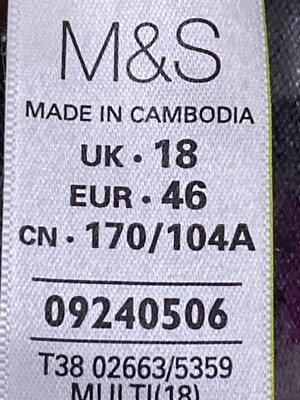 M&S
MADE IN CAMBODIA
UK · 18
EUR · 46
CN · 170/104A
09240506
T38 02663/5359
MULTI(18)